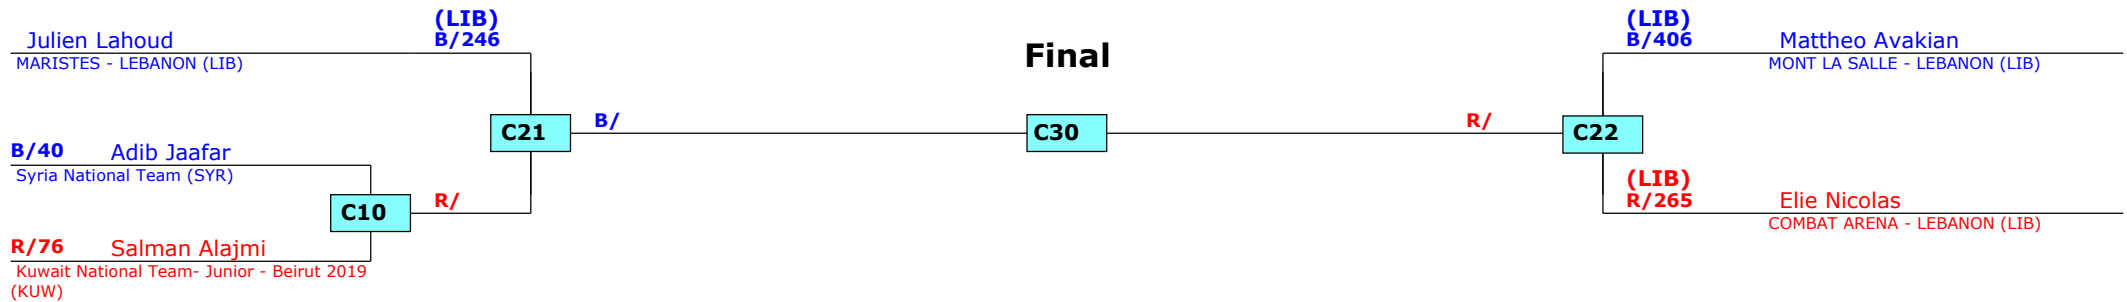 (LIB)
Julien Lahoud B/246
MARISTES - LEBANON (LIB)
Final
(LIB)
B/406 Mattheo Avakian
MONT LA SALLE - LEBANON (LIB)
C21 B/ C30 R/ C22
B/40 Adib Jaafar
Syria National Team (SYR)
C10 R/
R/76 Salman Alajmi
Kuwait National Team- Junior - Beirut 2019
(KUW)
(LIB)
R/265 Elie Nicolas
COMBAT ARENA - LEBANON (LIB)